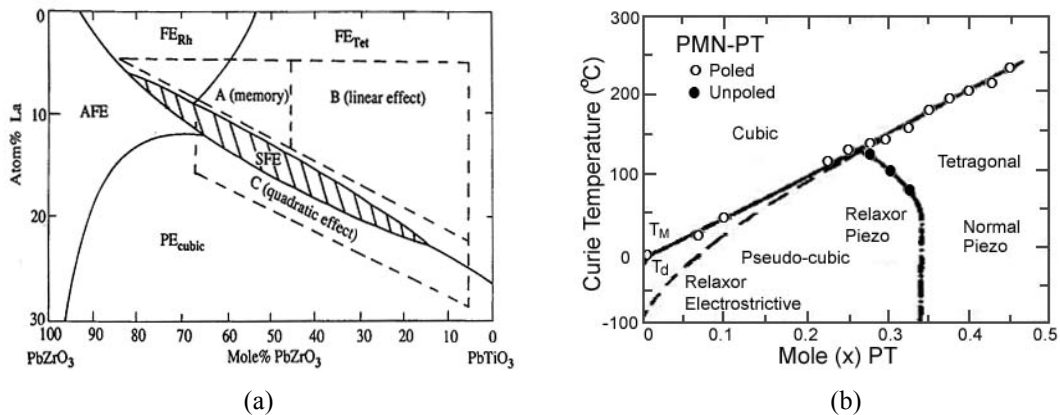 0
FE_Rh
FE_Tet
A (memory)
B (linear effect)
10
AFE
Atom% La
SFE
C (quadratic effect)
20
PE_cubic
30
100 90 80 70 60 50 40 30 20 10 0
PbZrO₃ Mole% PbZrO₃ PbTiO₃
(a)
300
PMN-PT
Poled
Unpoled
200
Cubic
Curie Temperature (°C)
100
Tetragonal
Relaxor
Piezo
Normal
Piezo
T_M
0
T_d
Pseudo-cubic
Relaxor
Electrostrictive
-100
0 0.1 0.2 0.3 0.4 0.5
Mole (x) PT
(b)